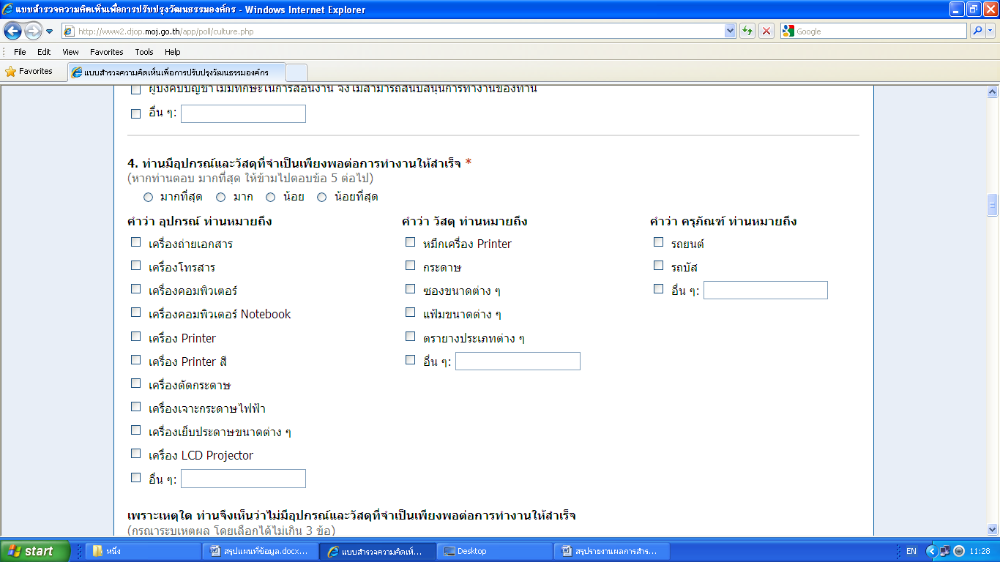 แบบสำรวจความคิดเห็นเพื่อการปรับปรุงวัฒนธรรมองค์กร - Windows Internet Explorer
http://www2.djop.moj.go.th/app/poll/culture.php
Google
File Edit View Favorites Tools Help
Favorites
แบบสำรวจความคิดเห็นเพื่อการปรับปรุงวัฒนธรรมองค์กร
ผู้บังคับบัญชาไม่มีทักษะในการสอนงาน จึงไม่สามารถสนับสนุนการทำงานของท่าน
อื่น ๆ:
4. ท่านมีอุปกรณ์และวัสดุที่จำเป็นเพียงพอต่อการทำงานให้สำเร็จ *
(หากท่านตอบ มากที่สุด ให้ข้ามไปตอบข้อ 5 ต่อไป)
มากที่สุด มาก น้อย น้อยที่สุด
คำว่า อุปกรณ์ ท่านหมายถึง
เครื่องถ่ายเอกสาร
เครื่องโทรสาร
เครื่องคอมพิวเตอร์
เครื่องคอมพิวเตอร์ Notebook
เครื่อง Printer
เครื่อง Printer สี
เครื่องตัดกระดาษ
เครื่องเจาะกระดาษไฟฟ้า
เครื่องเย็บประดาษขนาดต่าง ๆ
เครื่อง LCD Projector
อื่น ๆ:
คำว่า วัสดุ ท่านหมายถึง
หมึกเครื่อง Printer
กระดาษ
ซองขนาดต่าง ๆ
แฟ้มขนาดต่าง ๆ
ตรายางประเภทต่าง ๆ
อื่น ๆ:
คำว่า ครุภัณฑ์ ท่านหมายถึง
รถยนต์
รถบัส
อื่น ๆ:
เพราะเหตุใด ท่านจึงเห็นว่าไม่มีอุปกรณ์และวัสดุที่จำเป็นเพียงพอต่อการทำงานให้สำเร็จ
(กรุณาระบุเหตุผล โดยเลือกได้ไม่เกิน 3 ข้อ)
start หนึ่ง สรุปแผนที่ข้อมูล.docx... แบบสำรวจความคิดเห็... Desktop สรุปรายงานผลการสำร... EN 11:28